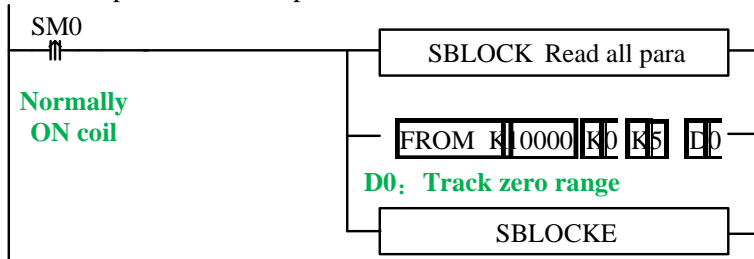 SM0
SBLOCK Read all para
Normally
ON coil
FROM K10000 K0 K5 D0
D0：Track zero range
SBLOCKE